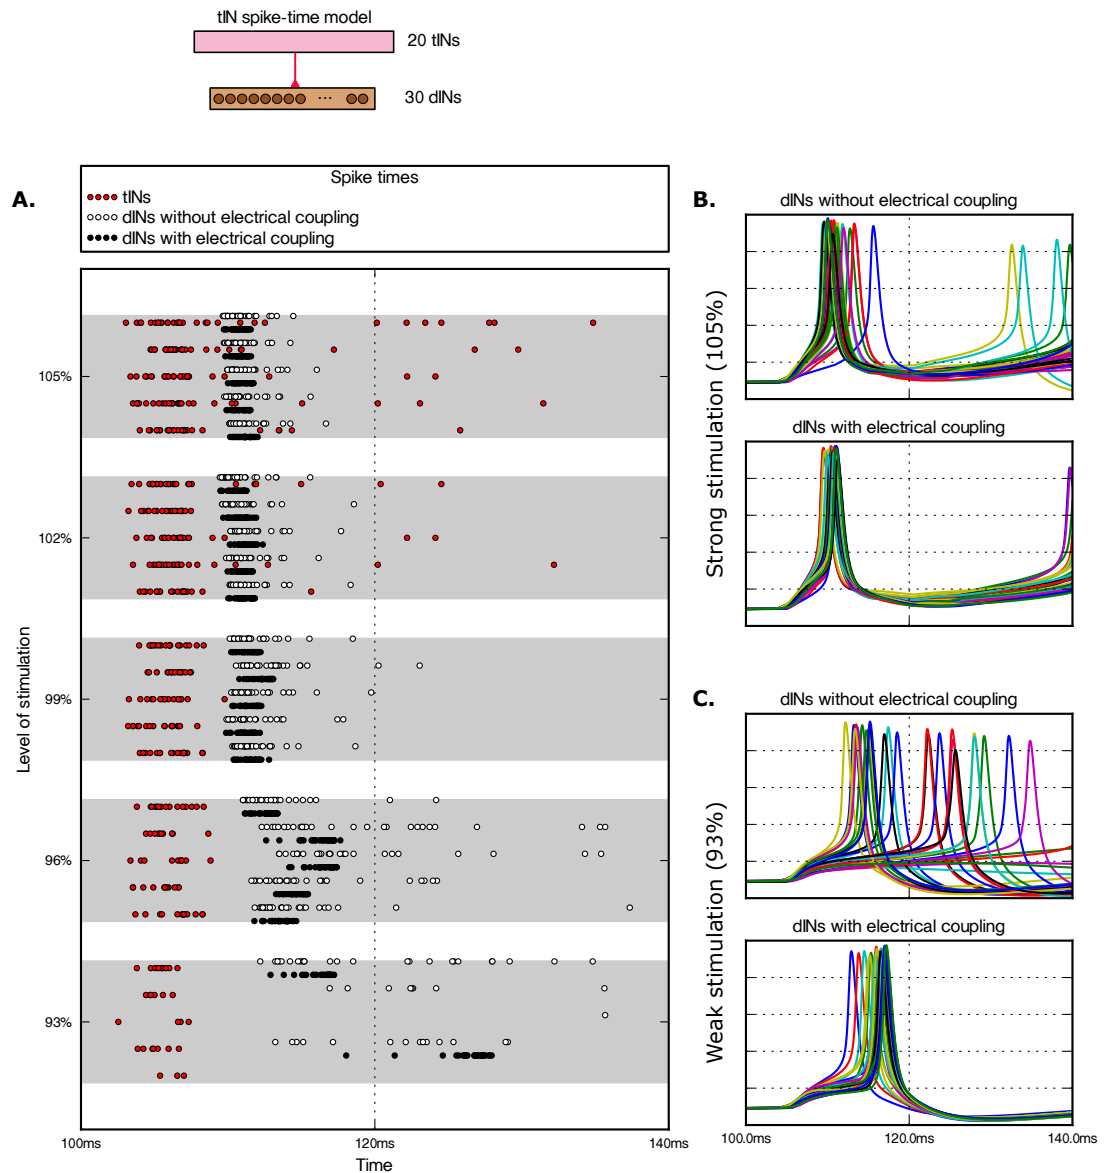 tIN spike-time model
20 tINs
...
30 dINs
A.
Spike times
tINs
dINs without electrical coupling
dINs with electrical coupling
105%
102%
99%
96%
93%
Level of stimulation
100ms
120ms
140ms
Time
B.
dINs without electrical coupling
Strong stimulation (105%)
dINs with electrical coupling
C.
dINs without electrical coupling
Weak stimulation (93%)
dINs with electrical coupling
100.0ms
120.0ms
140.0ms